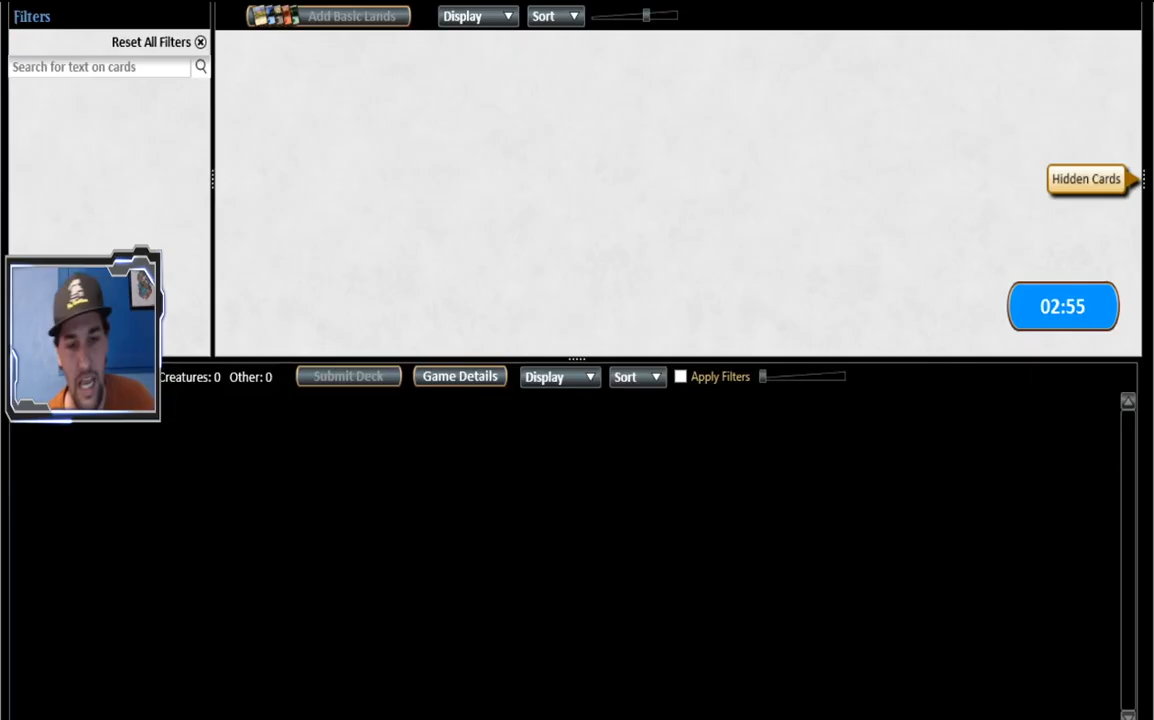 Filters
Add Basic Lands
Display
Sort
Reset All Filters
Search for text on cards
Hidden Cards
02:55
Creatures: 0
Other: 0
Submit Deck
Game Details
Display
Sort
Apply Filters